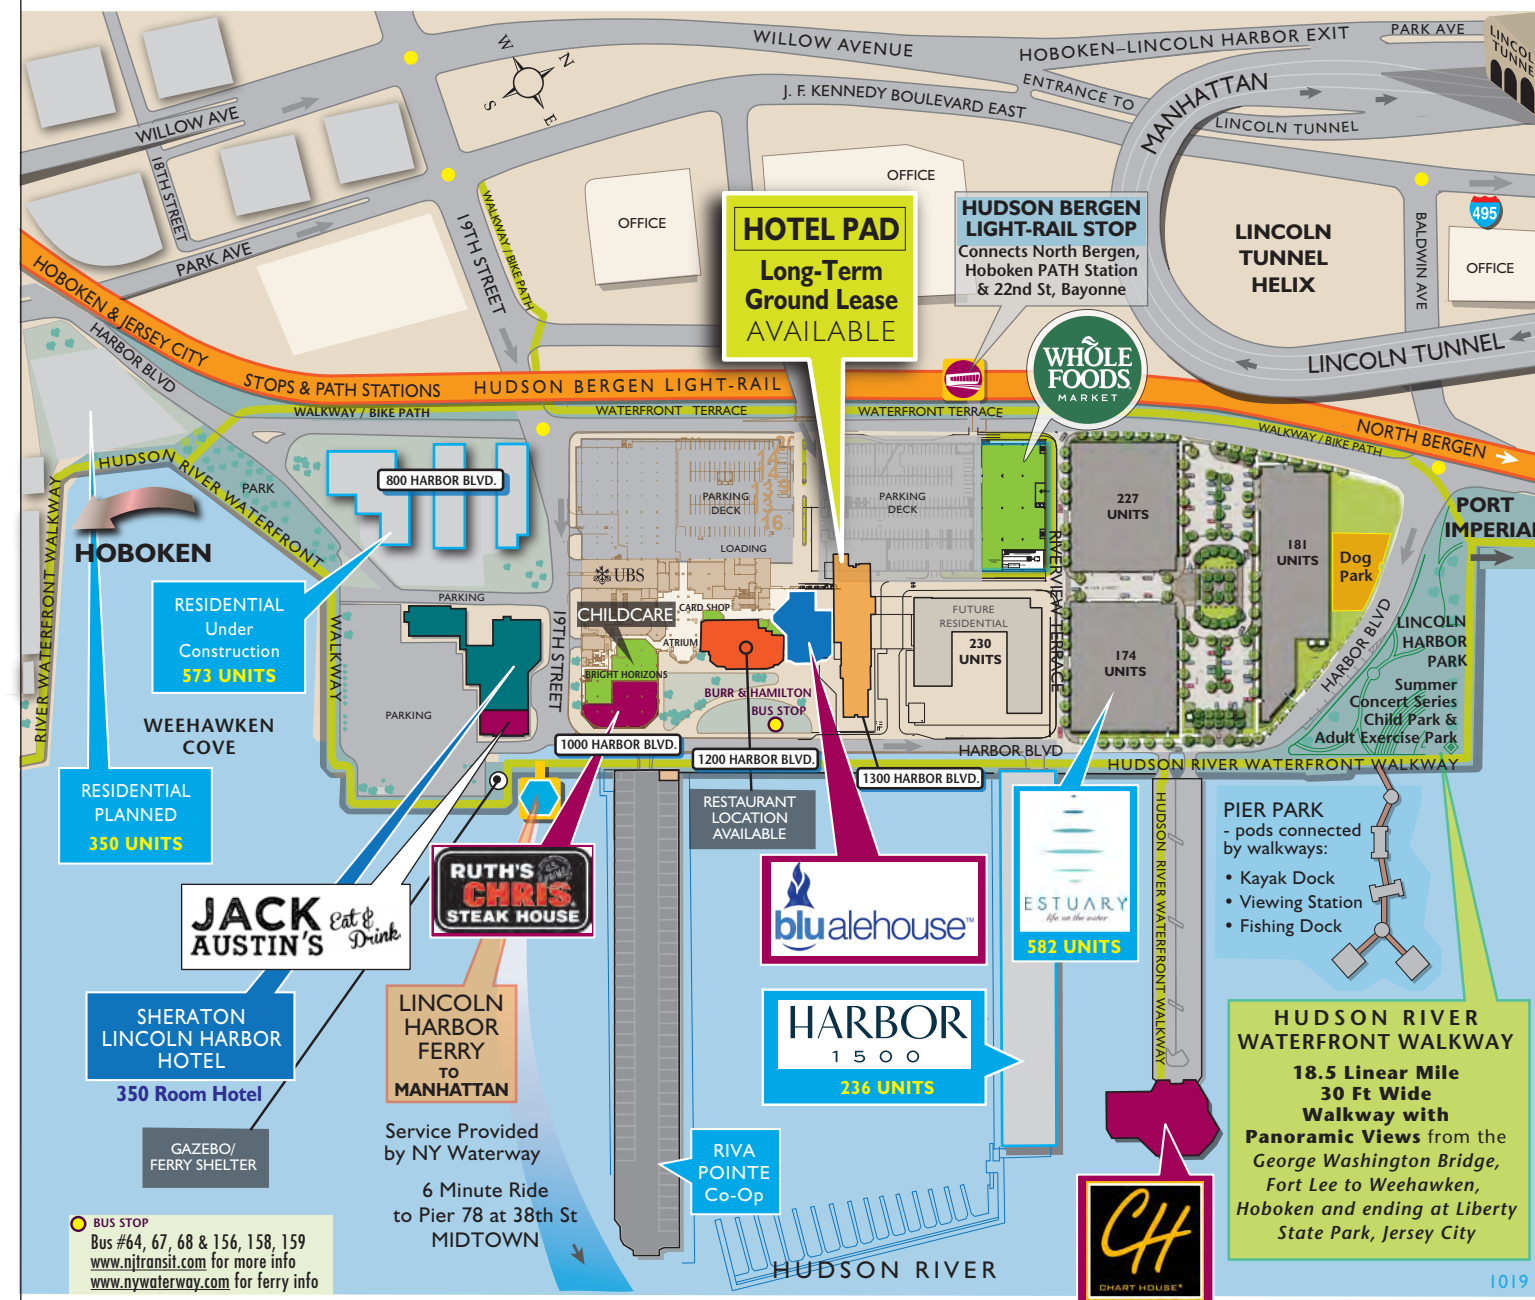 WILLOW AVENUE
HOBOKEN–LINCOLN HARBOR EXIT
PARK AVE
LINCOL
TUNNE
W
N
S
E
J. F. KENNEDY BOULEVARD EAST
ENTRANCE TO
LINCOLN TUNNEL
MANHATTAN
WILLOW AVE
18TH STREET
PARK AVE
19TH STREET
WALKWAY / BIKE PATH
OFFICE
OFFICE
HOTEL PAD
Long-Term
Ground Lease
AVAILABLE
HUDSON BERGEN
LIGHT-RAIL STOP
Connects North Bergen,
Hoboken PATH Station
& 22nd St, Bayonne
LINCOLN
TUNNEL
HELIX
BALDWIN AVE
495
OFFICE
LINCOLN TUNNEL
HOBOKEN & JERSEY CITY
STOPS & PATH STATIONS
HUDSON BERGEN LIGHT-RAIL
NORTH BERGEN
HARBOR BLVD
WALKWAY / BIKE PATH
WATERFRONT TERRACE
WATERFRONT TERRACE
WALKWAY / BIKE PATH
WHOLE
FOODS
MARKET
HUDSON RIVER WATERFRONT
WALKWAY
RIVER WATERFRONT WALKWAY
PARK
HOBOKEN
800 HARBOR BLVD.
PARKING
DECK
16
LOADING
PARKING
DECK
227
UNITS
181
UNITS
Dog
Park
PORT
IMPERIAL
RESIDENTIAL
Under
Construction
573 UNITS
PARKING
UBS
CHILDCARE
CARD SHOP
ATRIUM
BRIGHT HORIZONS
19TH STREET
FUTURE
RESIDENTIAL
230
UNITS
RIVERVIEW TERRACE
174
UNITS
HARBOR BLVD
LINCOLN
HARBOR
PARK
Summer
Concert Series
Child Park &
Adult Exercise Park
BURR & HAMILTON
BUS STOP
PARKING
WEEHAWKEN
COVE
1000 HARBOR BLVD.
1200 HARBOR BLVD.
1300 HARBOR BLVD.
HARBOR BLVD
HUDSON RIVER WATERFRONT WALKWAY
RESIDENTIAL
PLANNED
350 UNITS
RESTAURANT
LOCATION
AVAILABLE
HUDSON RIVER WATERFRONT WALKWAY
PIER PARK
- pods connected
by walkways:
• Kayak Dock
• Viewing Station
• Fishing Dock
JACK
AUSTIN'S
Eat &
Drink
RUTH'S
CHRIS
STEAK HOUSE
blualehouse™
ESTUARY
life on the water
582 UNITS
SHERATON
LINCOLN HARBOR
HOTEL
350 Room Hotel
LINCOLN
HARBOR
FERRY
TO
MANHATTAN
HARBOR
1500
236 UNITS
HUDSON RIVER
WATERFRONT WALKWAY
18.5 Linear Mile
30 Ft Wide
Walkway with
Panoramic Views from the
George Washington Bridge,
Fort Lee to Weehawken,
Hoboken and ending at Liberty
State Park, Jersey City
GAZEBO/
FERRY SHELTER
Service Provided
by NY Waterway
6 Minute Ride
to Pier 78 at 38th St
MIDTOWN
RIVA
POINTE
Co-Op
CH
CHART HOUSE®
BUS STOP
Bus #64, 67, 68 & 156, 158, 159
www.njtransit.com for more info
www.nywaterway.com for ferry info
HUDSON RIVER
1019